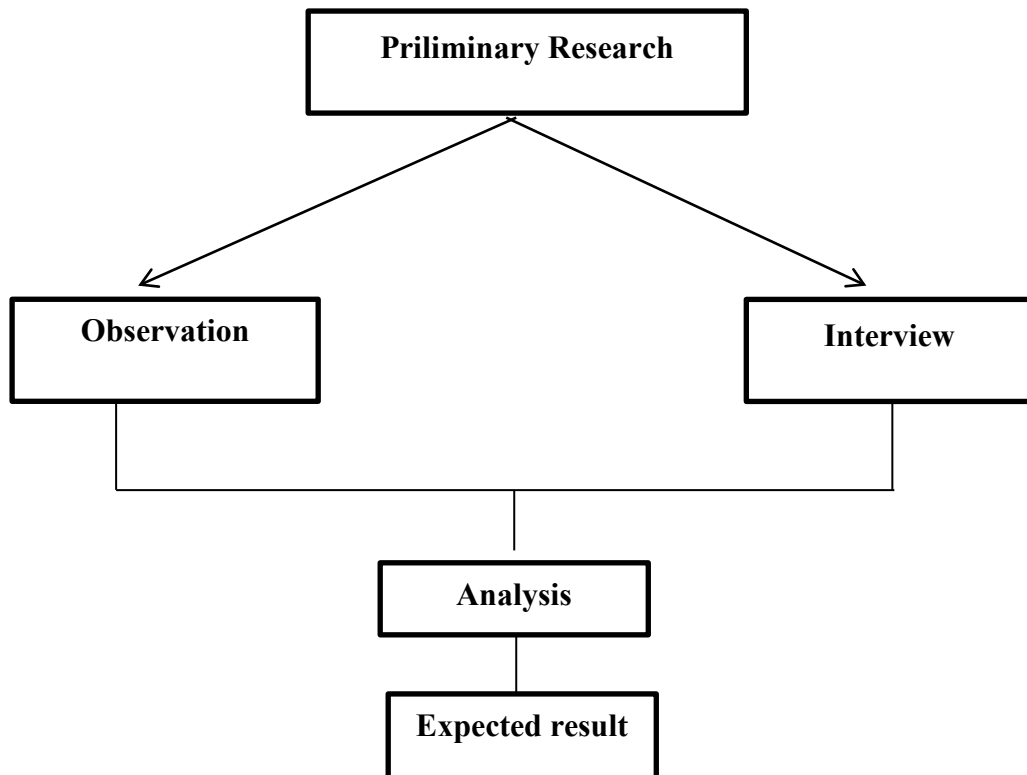 Priliminary Research
Observation
Interview
Analysis
Expected result